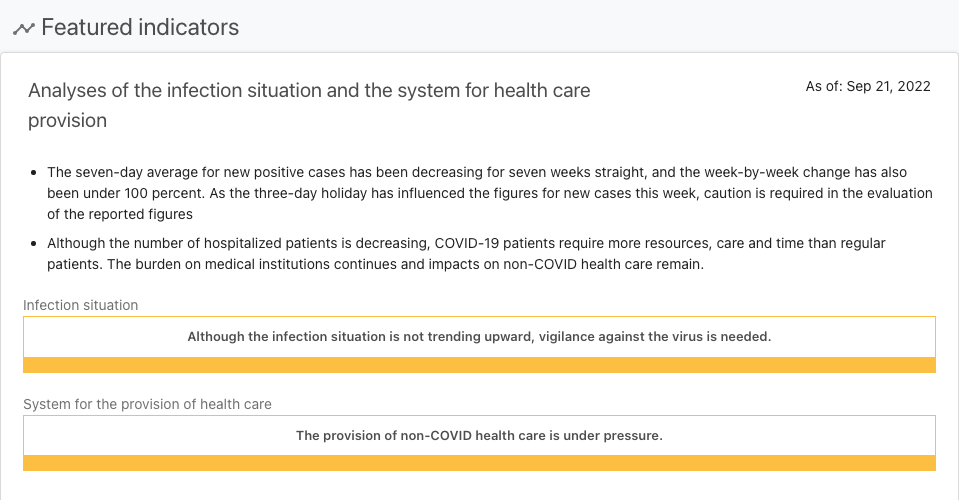 Featured indicators
Analyses of the infection situation and the system for health care
provision
As of: Sep 21, 2022
The seven-day average for new positive cases has been decreasing for seven weeks straight, and the week-by-week change has also
been under 100 percent. As the three-day holiday has influenced the figures for new cases this week, caution is required in the evaluation
of the reported figures
Although the number of hospitalized patients is decreasing, COVID-19 patients require more resources, care and time than regular
patients. The burden on medical institutions continues and impacts on non-COVID health care remain.
Infection situation
Although the infection situation is not trending upward, vigilance against the virus is needed.
System for the provision of health care
The provision of non-COVID health care is under pressure.